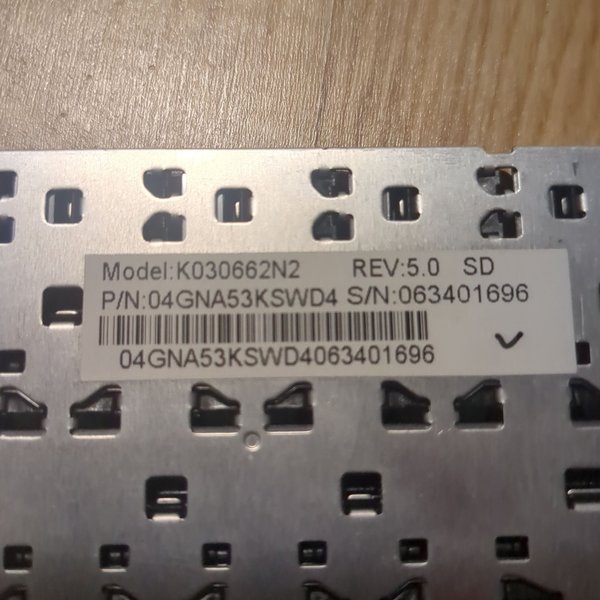 Model:K030662N2 REV:5.0 SD
P/N:04GNA53KSWD4 S/N:063401696
04GNA53KSWD4063401696